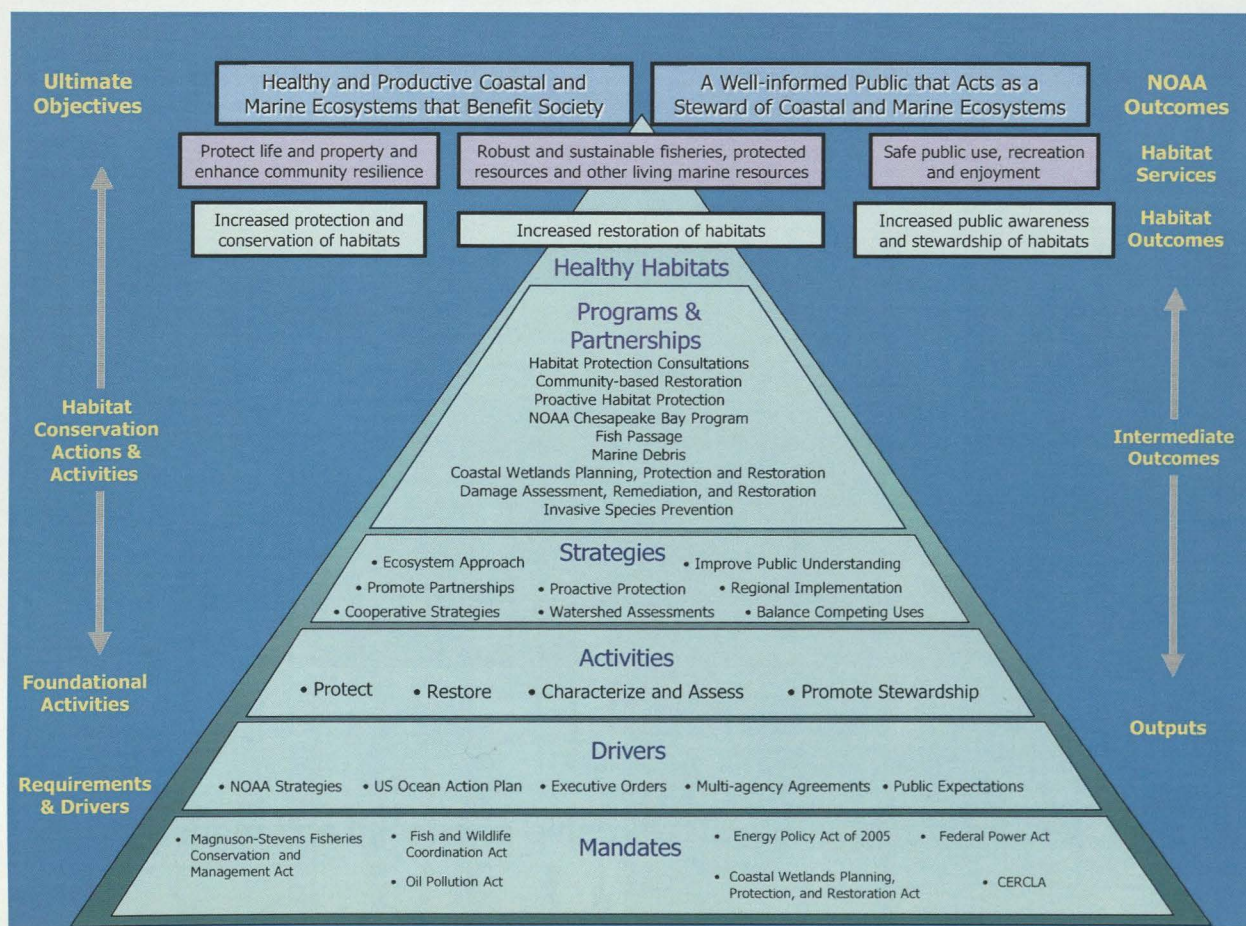 Ultimate
Objectives
Healthy and Productive Coastal and
Marine Ecosystems that Benefit Society
A Well-informed Public that Acts as a
Steward of Coastal and Marine Ecosystems
NOAA
Outcomes
Protect life and property and
enhance community resilience
Robust and sustainable fisheries, protected
resources and other living marine resources
Safe public use, recreation
and enjoyment
Habitat
Services
Increased protection and
conservation of habitats
Increased restoration of habitats
Increased public awareness
and stewardship of habitats
Habitat
Outcomes
Healthy Habitats
Programs &
Partnerships
Habitat Protection Consultations
Community-based Restoration
Proactive Habitat Protection
NOAA Chesapeake Bay Program
Fish Passage
Marine Debris
Coastal Wetlands Planning, Protection and Restoration
Damage Assessment, Remediation, and Restoration
Invasive Species Prevention
Habitat
Conservation
Actions &
Activities
Intermediate
Outcomes
Strategies
• Ecosystem Approach
• Improve Public Understanding
• Promote Partnerships
• Proactive Protection
• Regional Implementation
• Cooperative Strategies
• Watershed Assessments
• Balance Competing Uses
Foundational
Activities
Activities
• Protect
• Restore
• Characterize and Assess
• Promote Stewardship
Outputs
Requirements
& Drivers
Drivers
• NOAA Strategies
• US Ocean Action Plan
• Executive Orders
• Multi-agency Agreements
• Public Expectations
Mandates
• Magnuson-Stevens Fisheries
Conservation and
Management Act
• Fish and Wildlife
Coordination Act
• Oil Pollution Act
• Energy Policy Act of 2005
• Federal Power Act
• Coastal Wetlands Planning,
Protection, and Restoration Act
• CERCLA